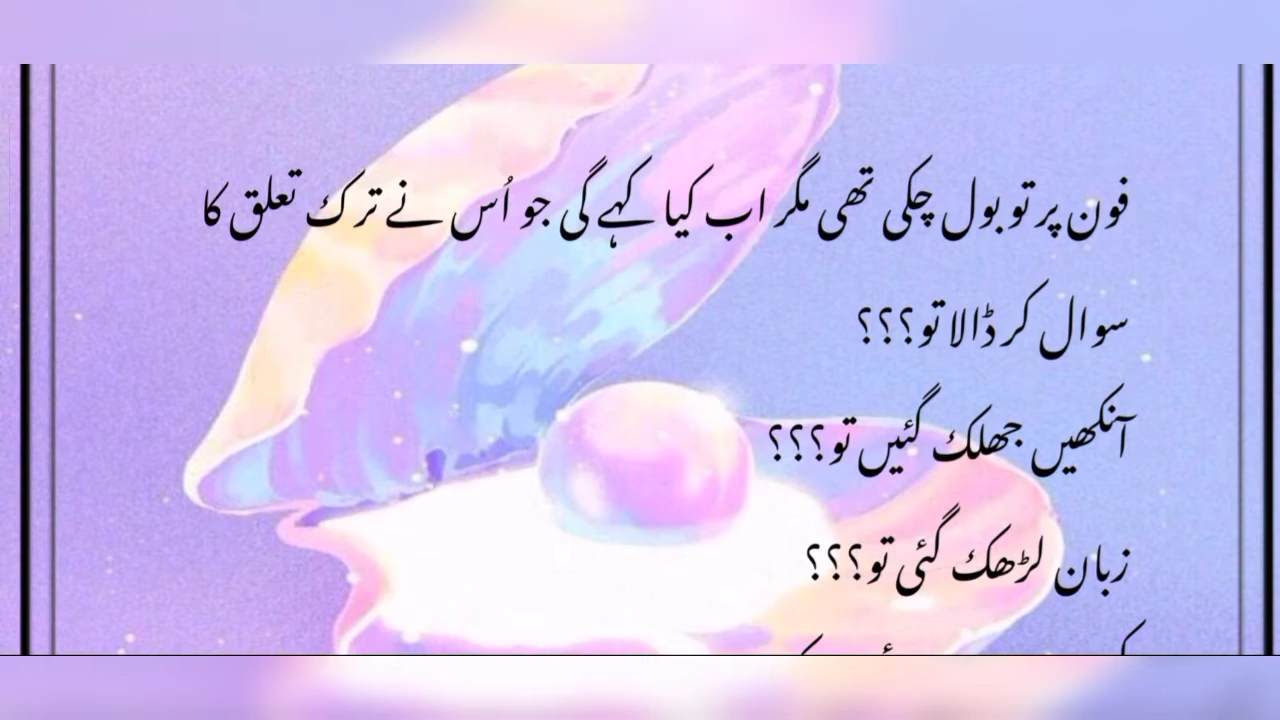 فون پر تو بول چکی تھی مگر اب کیا کہے گی جو اُس نے ترک تعلق کا
سوال کر ڈالا تو؟؟؟
آنکھیں جھلک گئیں تو؟؟؟
زبان لڑھک گئی تو؟؟؟